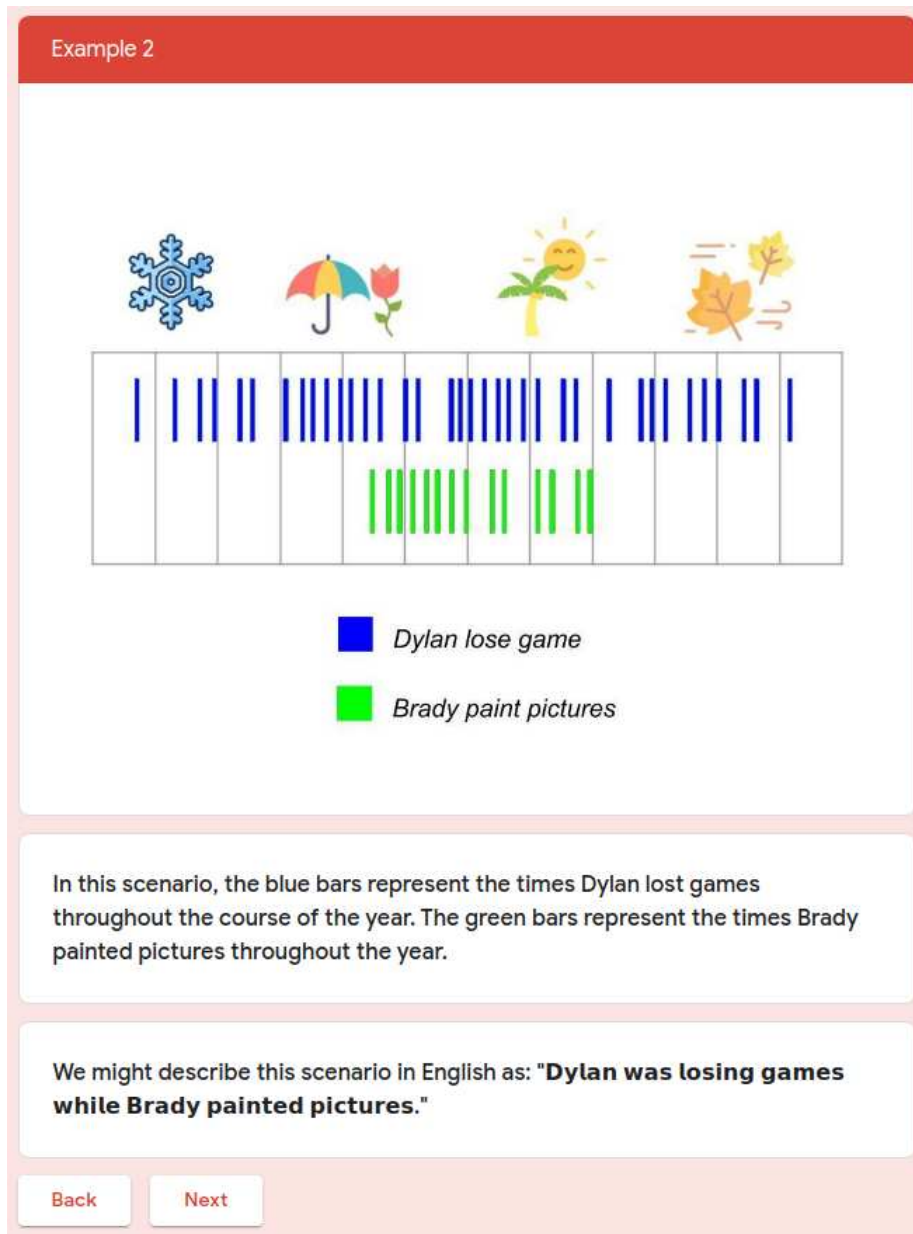 Example 2
Dylan lose game
Brady paint pictures
In this scenario, the blue bars represent the times Dylan lost games
throughout the course of the year. The green bars represent the times Brady
painted pictures throughout the year.
We might describe this scenario in English as: "Dylan was losing games
while Brady painted pictures."
Back
Next